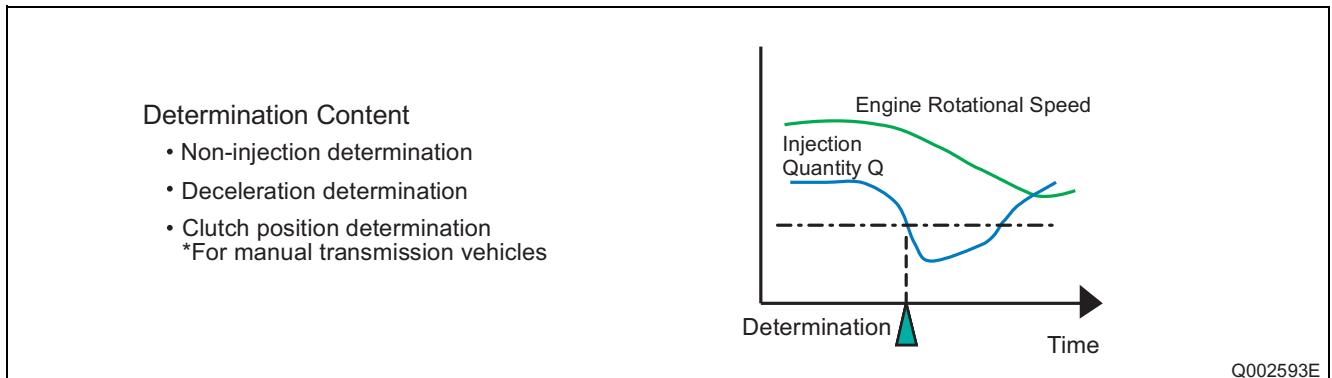 Determination Content
• Non-injection determination
• Deceleration determination
• Clutch position determination
*For manual transmission vehicles
Engine Rotational Speed
Injection
Quantity Q
Determination
Time
Q002593E